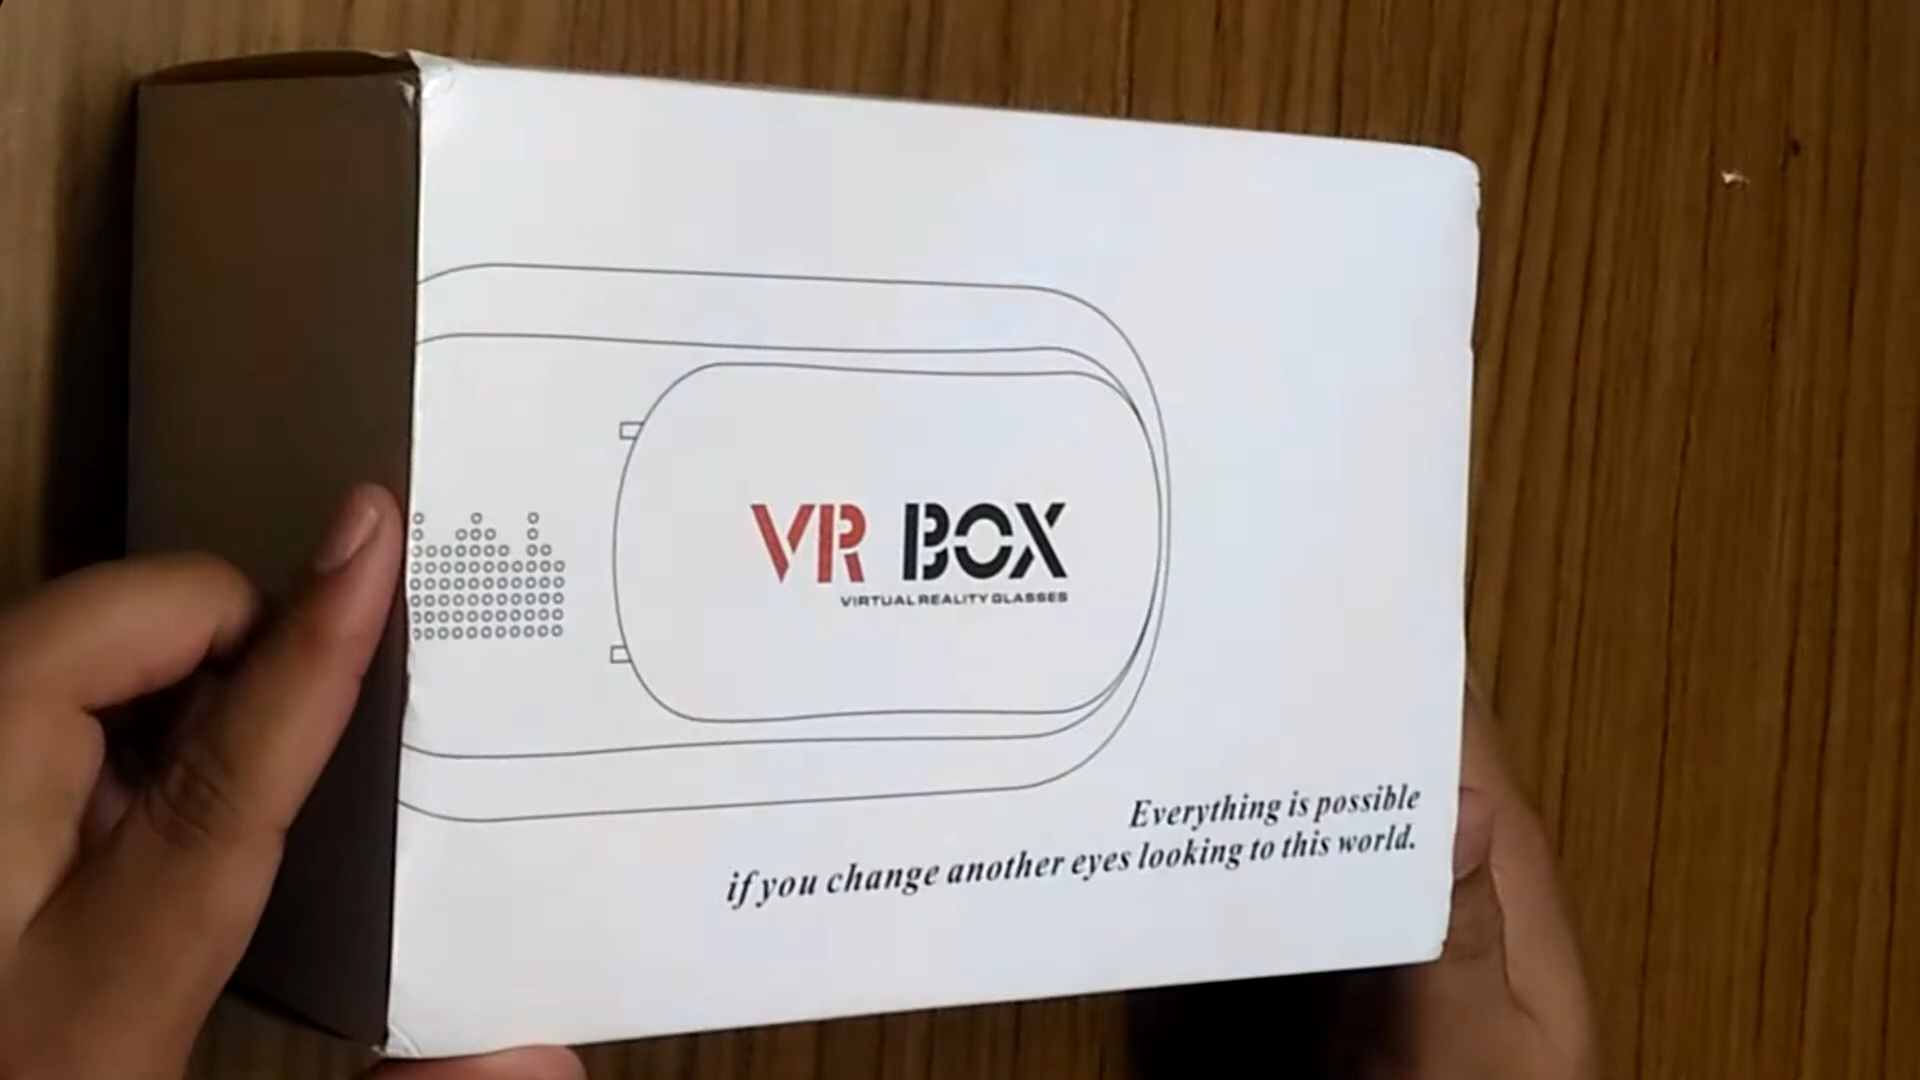 VR BOX
VIRTUAL REALITY GLASSES
Everything is possible
if you change another eyes looking to this world.